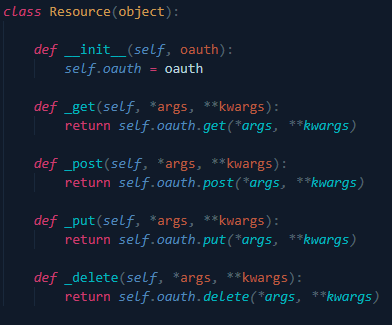 class Resource(object):
    def __init__(self, oauth):
        self.oauth = oauth
    def _get(self, *args, **kwargs):
        return self.oauth.get(*args, **kwargs)
    def _post(self, *args, **kwargs):
        return self.oauth.post(*args, **kwargs)
    def _put(self, *args, **kwargs):
        return self.oauth.put(*args, **kwargs)
    def _delete(self, *args, **kwargs):
        return self.oauth.delete(*args, **kwargs)